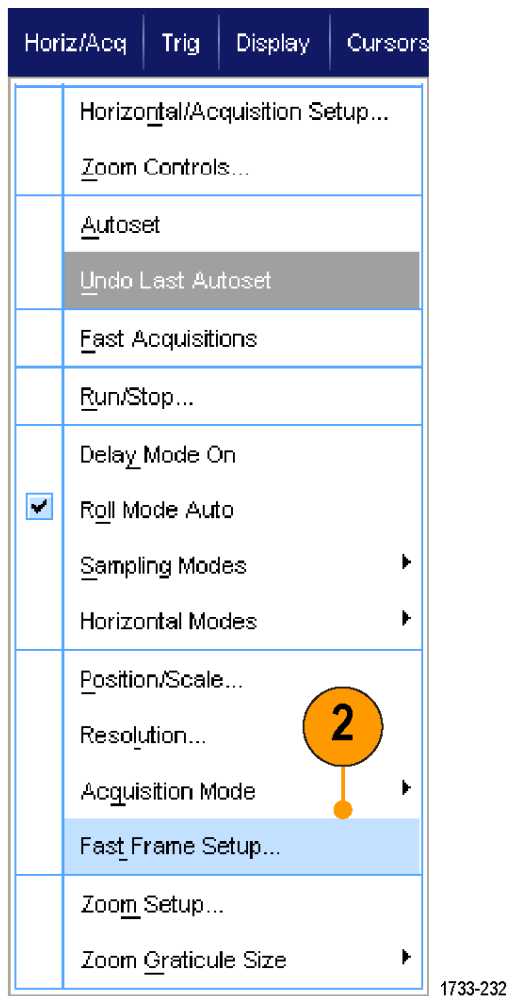 Horiz/Acq Trig Display Cursors
Horizontal/Acquisition Setup...
Zoom Controls...
Autoset
Undo Last Autoset
Fast Acquisitions
Run/Stop...
Delay Mode On
Roll Mode Auto
Sampling Modes
Horizontal Modes
Position/Scale...
Resolution...
2
Acquisition Mode
Fast Frame Setup...
Zoom Setup...
Zoom Graticule Size
1733-232